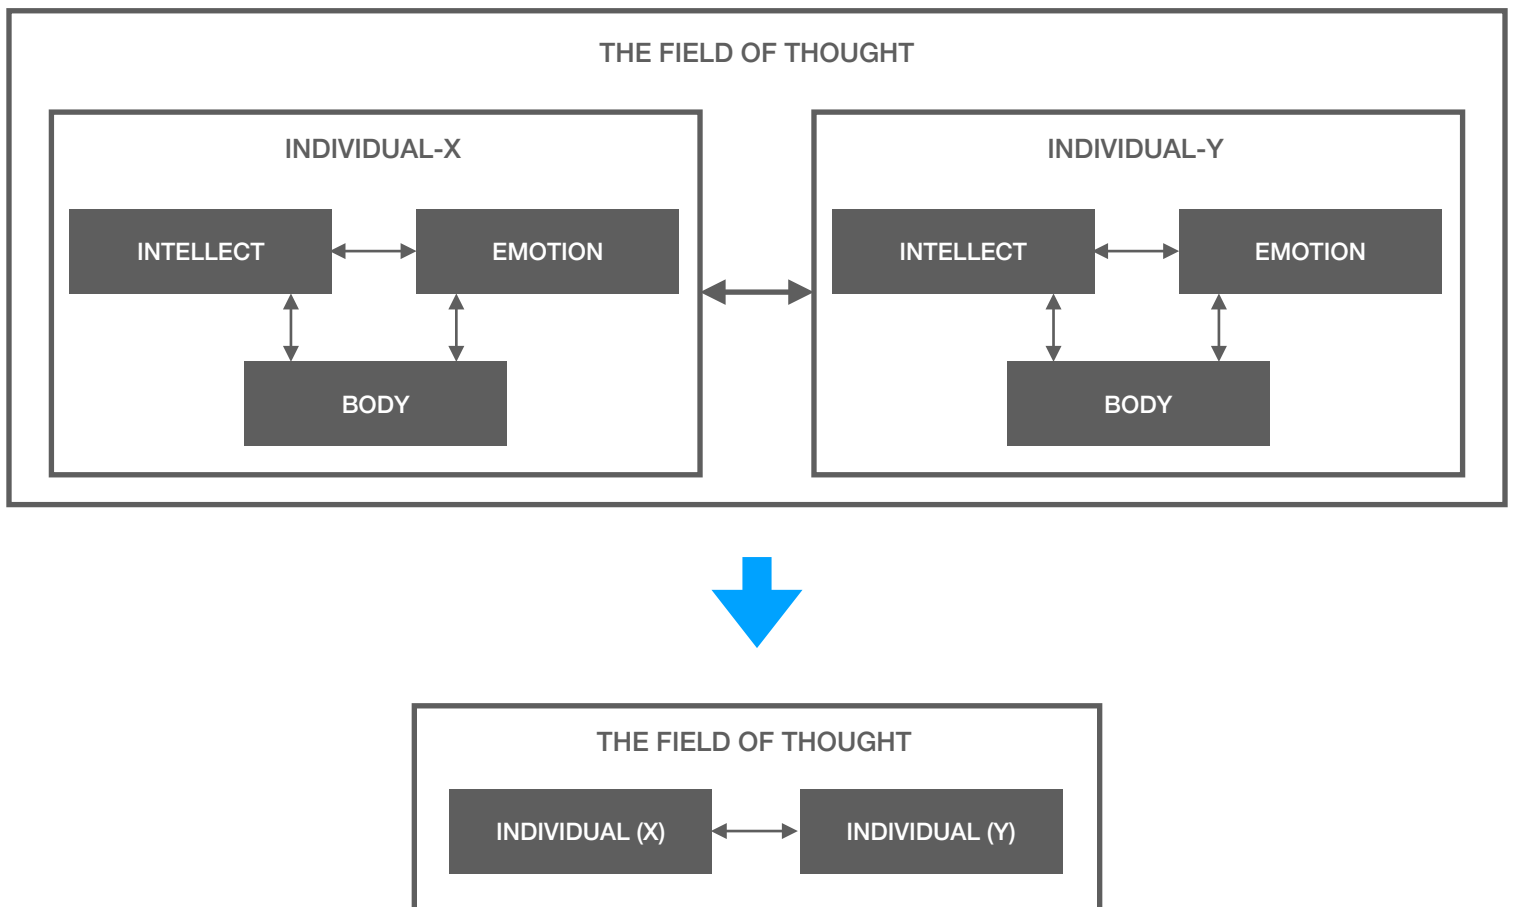 THE FIELD OF THOUGHT
INDIVIDUAL-X
INTELLECT
EMOTION
BODY
INDIVIDUAL-Y
INTELLECT
EMOTION
BODY
THE FIELD OF THOUGHT
INDIVIDUAL (X)
INDIVIDUAL (Y)